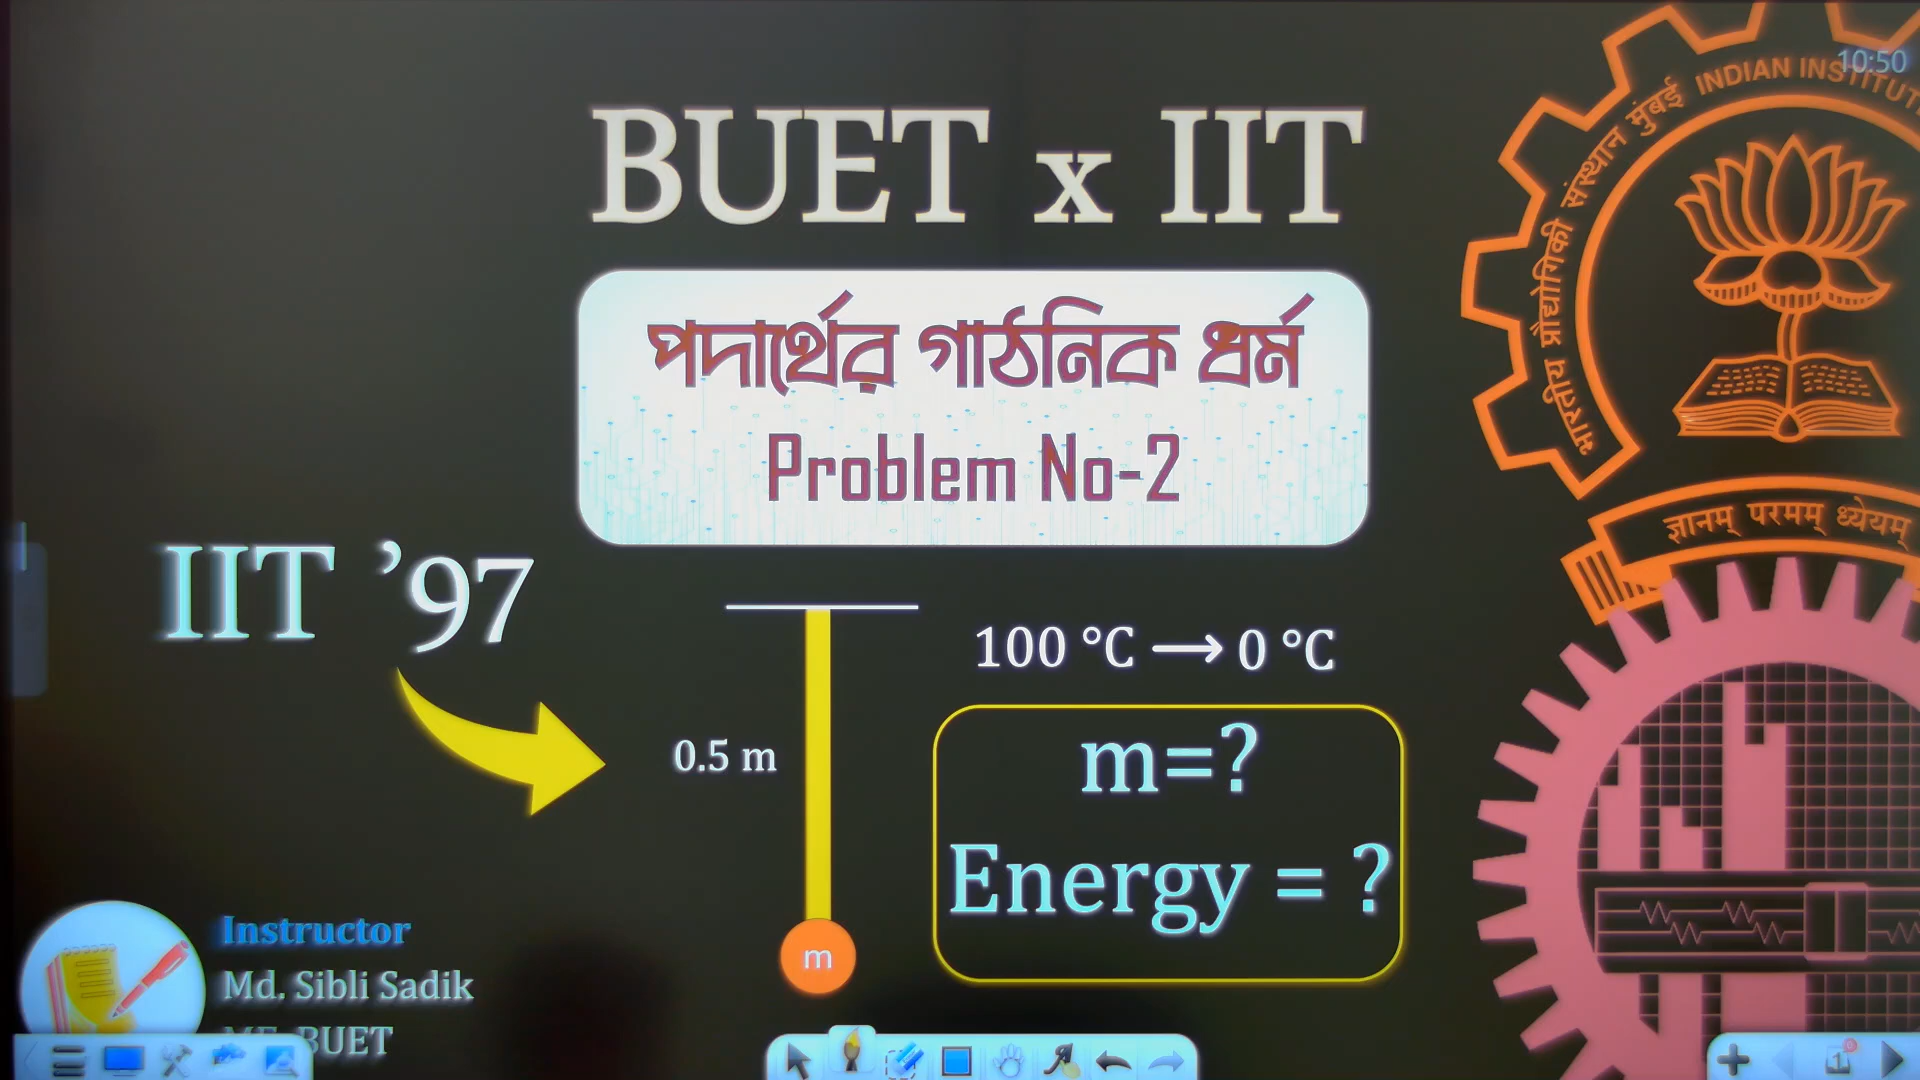 10:50
भारतीय प्रौद्योगिकी संस्थान मुंबई INDIAN
BUET x IIT
পদার্থের গাঠনিক ধর্ম
Problem No-2
ज्ञानम् परमम् ध्येयम्
IIT ’97
100 °C → 0 °C
0.5 m
m=?
Energy = ?
m
Instructor
Md. Sibli Sadik
BUET
1